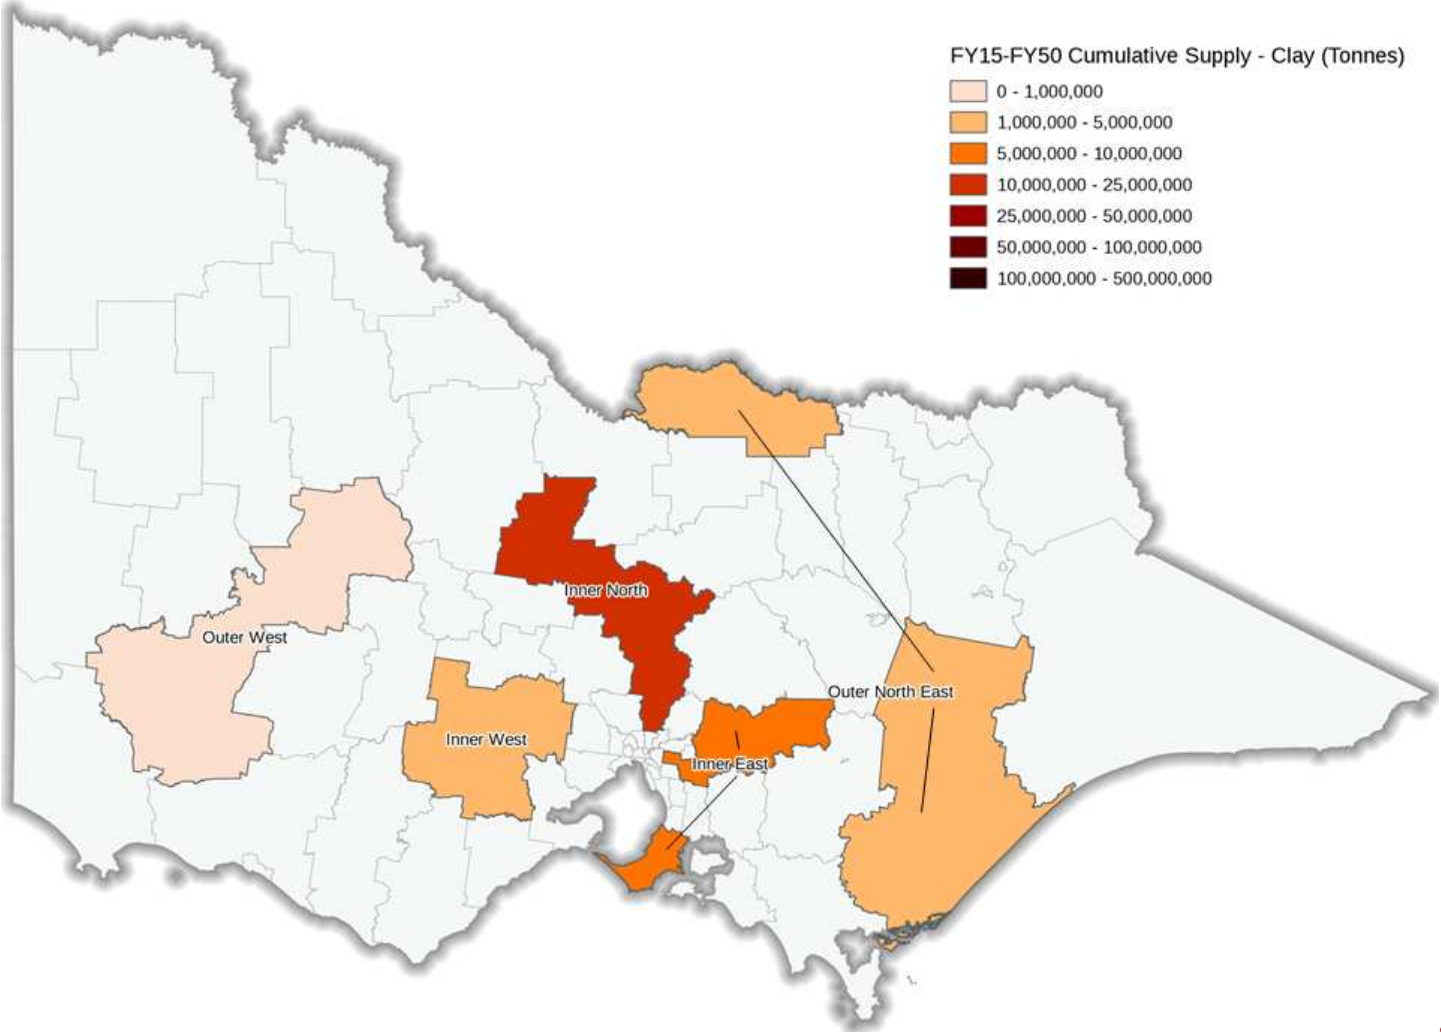 FY15-FY50 Cumulative Supply - Clay (Tonnes)
0 - 1,000,000
1,000,000 - 5,000,000
5,000,000 - 10,000,000
10,000,000 - 25,000,000
25,000,000 - 50,000,000
50,000,000 - 100,000,000
100,000,000 - 500,000,000
Inner North
Outer West
Outer North East
Inner West
Inner East